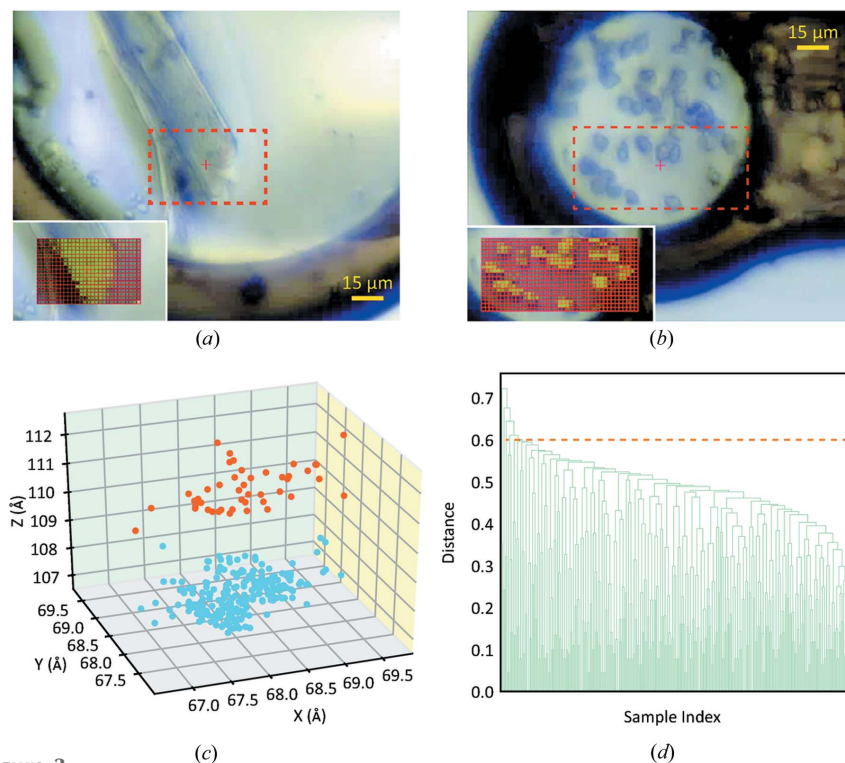 15 μm
15 μm
15 μm
(a)
(b)
112
111
110
109
108
107
Z (Å)
69.5
69.0
68.5
68.0
67.5
Y (Å)
67.0
67.5
68.0
68.5
69.0
69.5
X (Å)
0.7
0.6
0.5
0.4
0.3
0.2
0.1
0.0
Distance
Sample Index
(c)
(d)